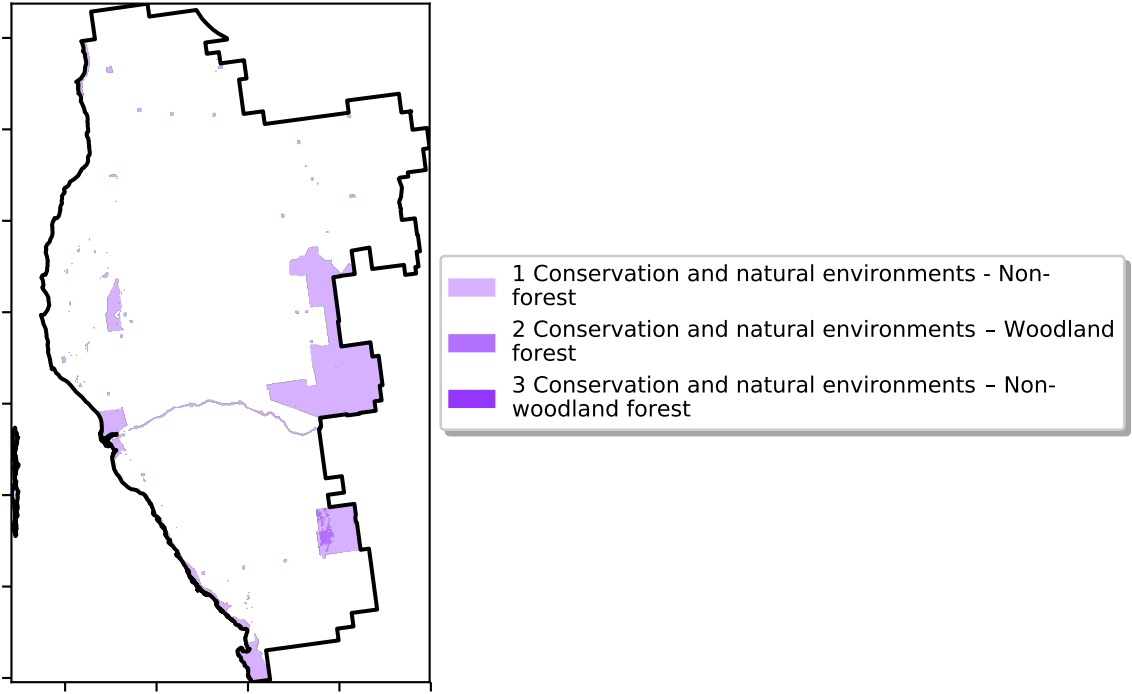 1 Conservation and natural environments - Non-
forest
2 Conservation and natural environments – Woodland
forest
3 Conservation and natural environments – Non-
woodland forest